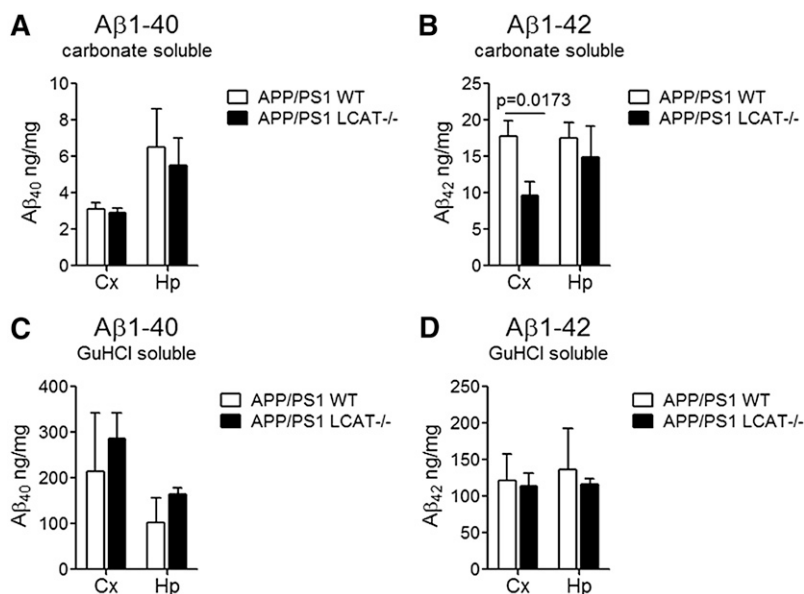 A
Aβ1-40
carbonate soluble
Aβ40 ng/mg
10
8
6
4
2
0
Cx Hp
APP/PS1 WT
APP/PS1 LCAT-/-
B
Aβ1-42
carbonate soluble
Aβ42 ng/mg
25
20
15
10
5
0
p=0.0173
Cx Hp
APP/PS1 WT
APP/PS1 LCAT-/-
C
Aβ1-40
GuHCl soluble
Aβ40 ng/mg
400
300
200
100
0
Cx Hp
APP/PS1 WT
APP/PS1 LCAT-/-
D
Aβ1-42
GuHCl soluble
Aβ42 ng/mg
250
200
150
100
50
0
Cx Hp
APP/PS1 WT
APP/PS1 LCAT-/-